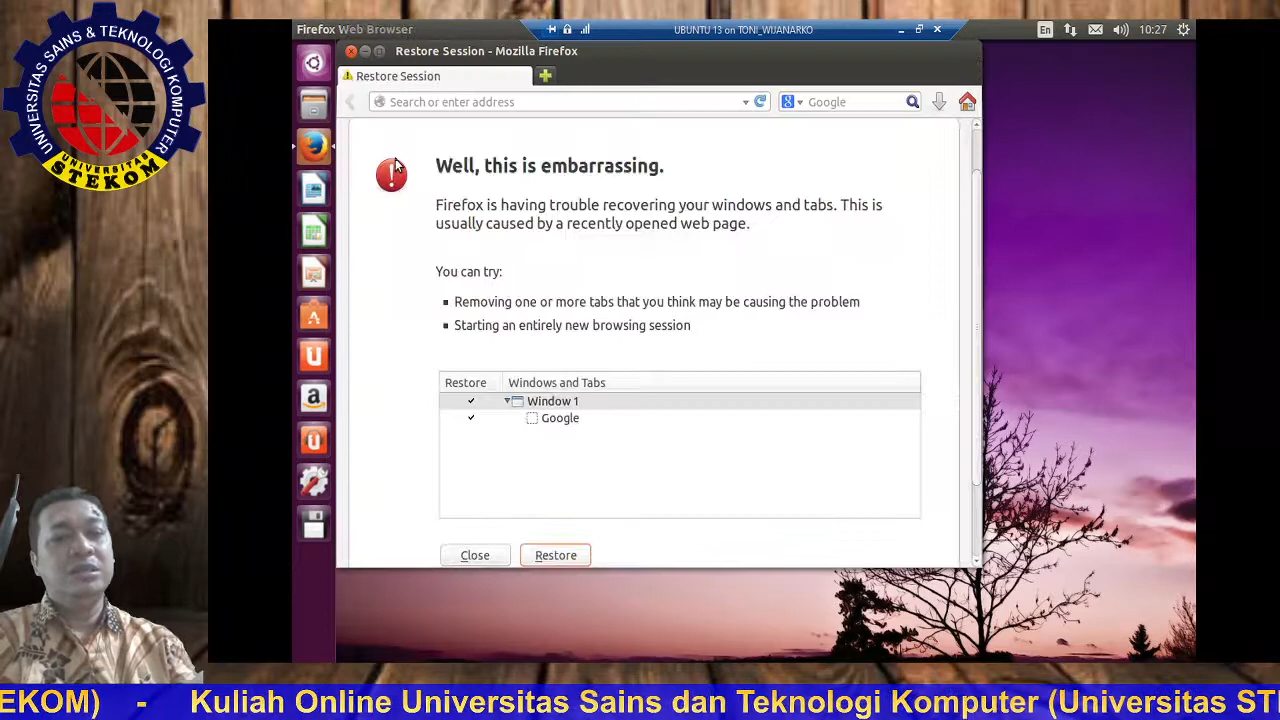 UNIVERSITAS SAINS & TEKNOLOGI KOMPUTER
UNIVERSITAS
STEKOM
Firefox Web Browser
UBUNTU 13 on TONI_WIJANARKO
En
10:27
Restore Session - Mozilla Firefox
Restore Session
Search or enter address
Google
Well, this is embarrassing.
Firefox is having trouble recovering your windows and tabs. This is
usually caused by a recently opened web page.
You can try:
Removing one or more tabs that you think may be causing the problem
Starting an entirely new browsing session
Restore
Windows and Tabs
Window 1
Google
Close
Restore
EKOM) - Kuliah Online Universitas Sains dan Teknologi Komputer (Universitas STE